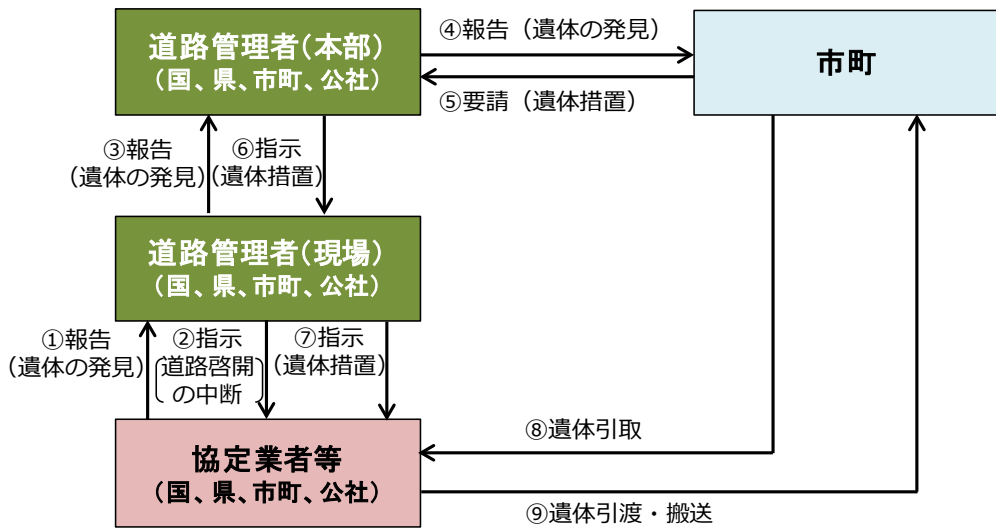 道路管理者（本部）
（国、県、市町、公社）
④報告（遺体の発見）
⑤要請（遺体措置）
市町
③報告
（遺体の発見）
⑥指示
（遺体措置）
道路管理者（現場）
（国、県、市町、公社）
①報告
（遺体の発見）
②指示
道路啓開
の中断
⑦指示
（遺体措置）
協定業者等
（国、県、市町、公社）
⑧遺体引取
⑨遺体引渡・搬送